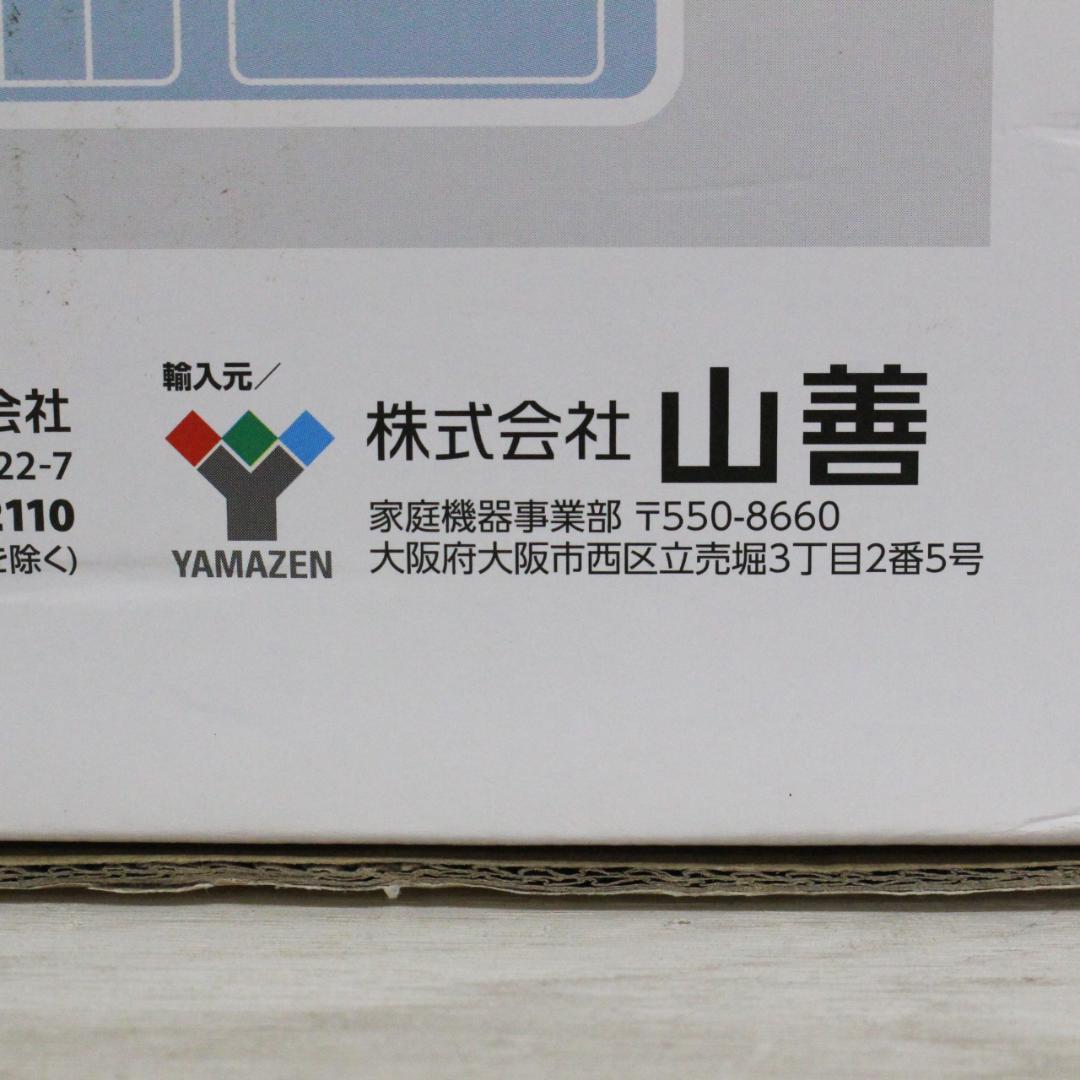 会社
22-7
2110
を除く)
輸入元／
YAMAZEN
株式会社 山善
家庭機器事業部 〒550-8660
大阪府大阪市西区立売堀3丁目2番5号